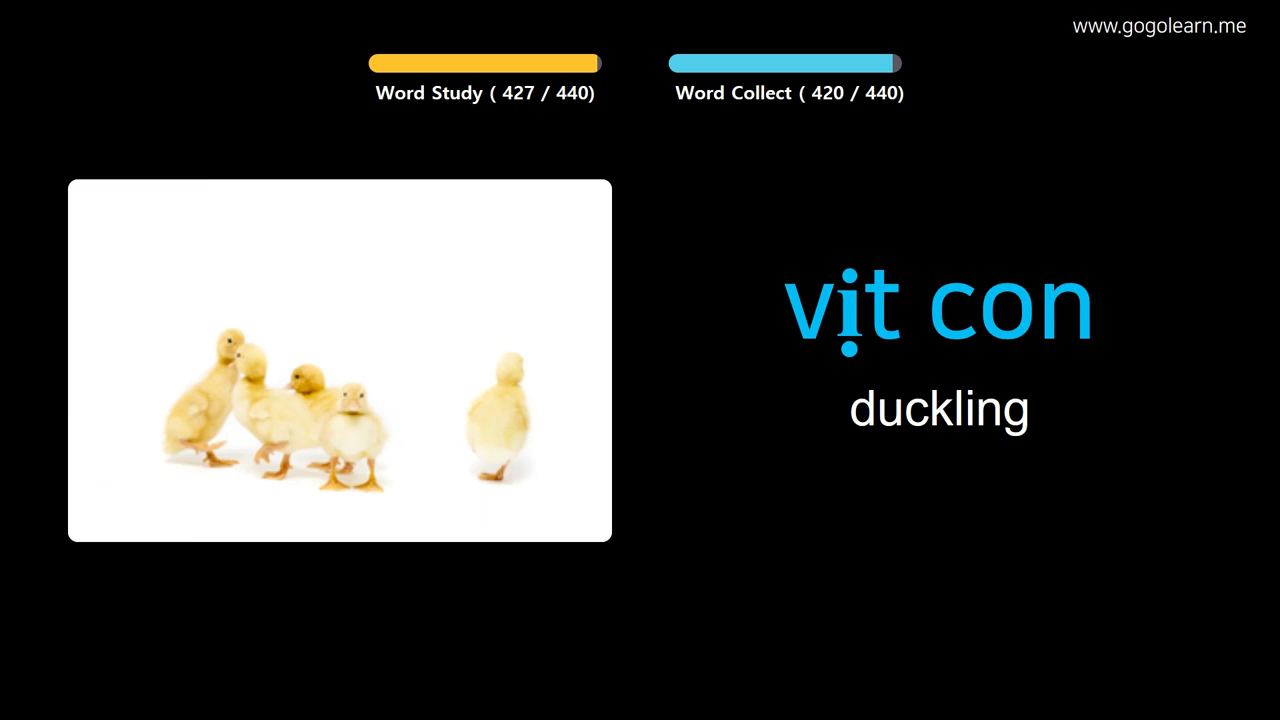 www.gogolearn.me
Word Study ( 427 / 440)
Word Collect ( 420 / 440)
vịt con
duckling